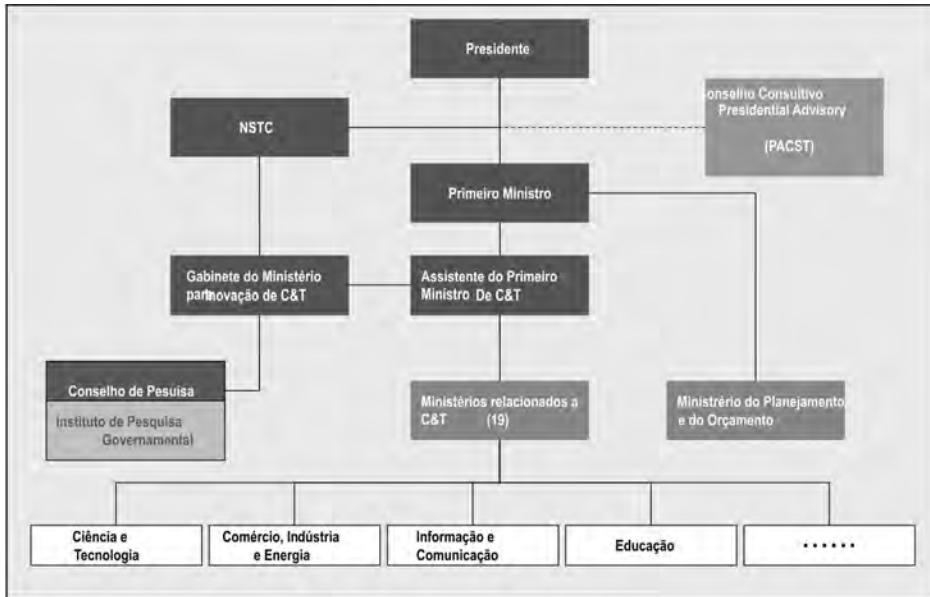 Presidente
onselho Consultivo
Presidential Advisory
(PACST)
NSTC
Primeiro Ministro
Gabinete do Ministério
para Inovação de C&T
Assistente do Primeiro
Ministro De C&T
Conselho de Pesuisa
Instituto de Pesquisa
Governamental
Ministérios relacionados a
C&T (19)
Ministrério do Planejamento
e do Orçamento
Ciência e
Tecnologia
Comércio, Indústria
e Energia
Informação e
Comunicação
Educação
......